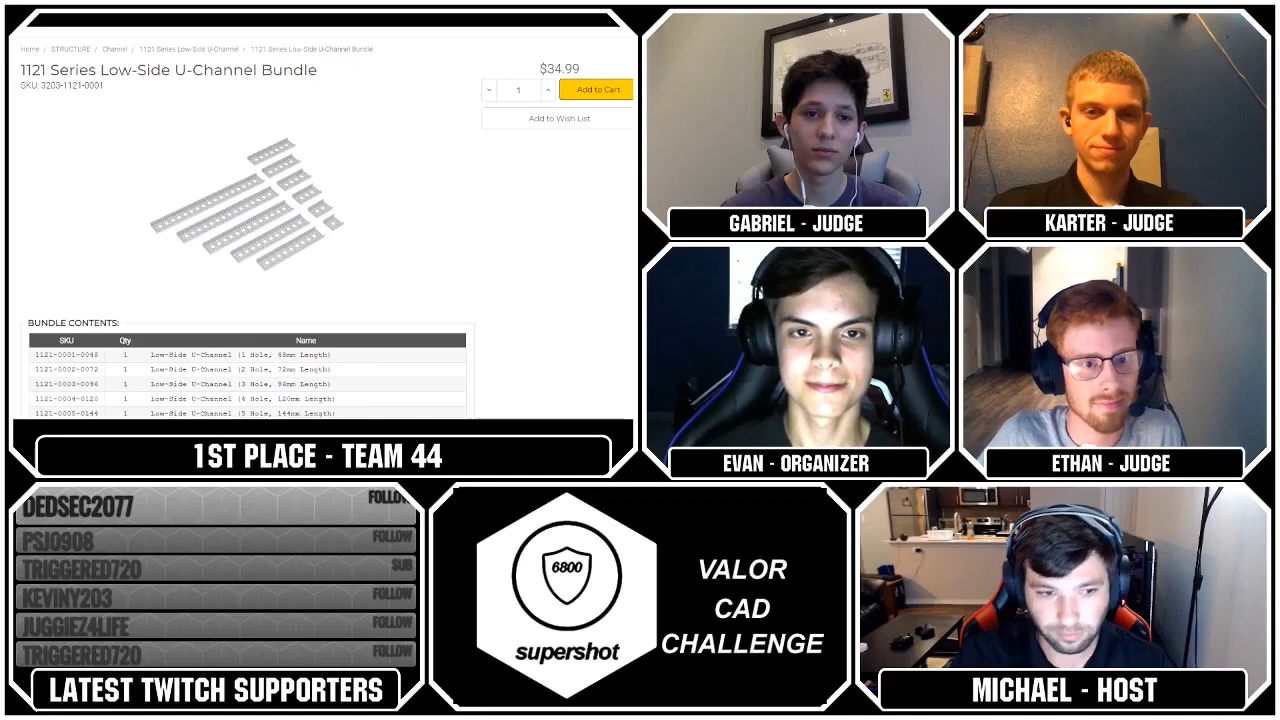 Home / STRUCTURE / Channel / 1121 Series Low-Side U-Channel / 1121 Series Low-Side U-Channel Bundle
1121 Series Low-Side U-Channel Bundle
SKU: 3203-1121-0001
$34.99
1
Add to Cart
Add to Wish List
BUNDLE CONTENTS:
SKU Qty Name
1121-0001-0048 1 Low-Side U-Channel (1 Hole, 48mm Length)
1121-0002-0072 1 Low-Side U-Channel (2 Hole, 72mm Length)
1121-0003-0096 1 Low-Side U-Channel (3 Hole, 96mm Length)
1121-0004-0120 1 Low-Side U-Channel (4 Hole, 120mm Length)
1121-0005-0144 1 Low-Side U-Channel (5 Hole, 144mm Length)
1ST PLACE - TEAM 44
GABRIEL - JUDGE
KARTER - JUDGE
EVAN - ORGANIZER
ETHAN - JUDGE
DEDSEC2077 FOLLOW
PSJ0908 FOLLOW
TRIGGERED720 SUB
KEVINY203 FOLLOW
JUGGIEZ4LIFE FOLLOW
TRIGGERED720 FOLLOW
LATEST TWITCH SUPPORTERS
6800
supershot
VALOR
CAD
CHALLENGE
MICHAEL - HOST